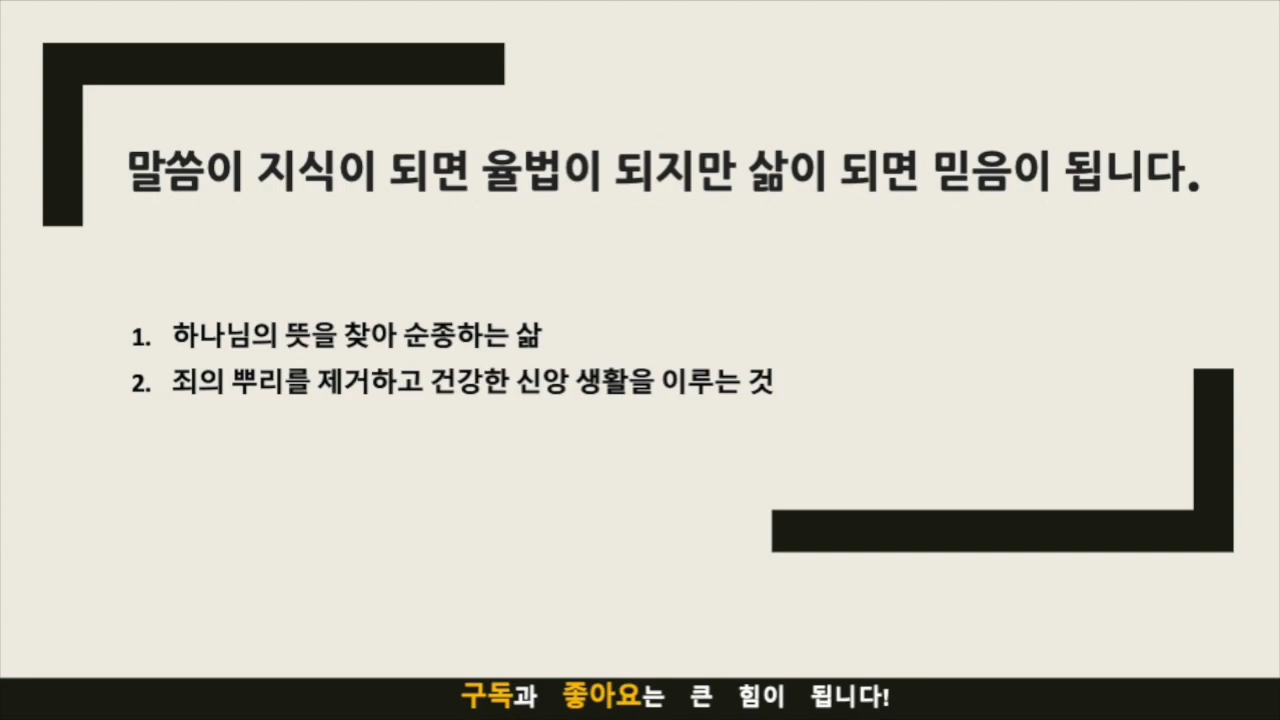 말씀이 지식이 되면 율법이 되지만 삶이 되면 믿음이 됩니다.
1. 하나님의 뜻을 찾아 순종하는 삶
2. 죄의 뿌리를 제거하고 건강한 신앙 생활을 이루는 것
구독과 좋아요는 큰 힘이 됩니다!